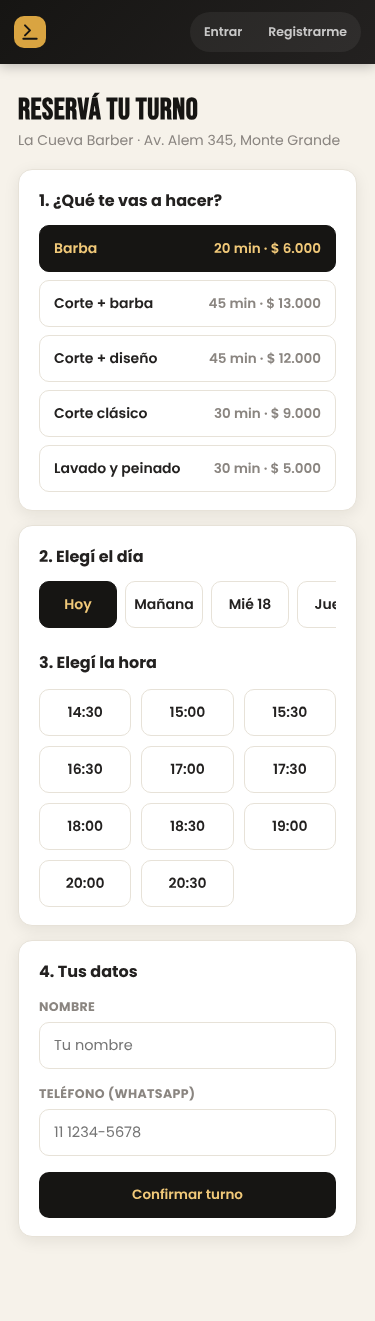 Entrar Registrarme
RESERVÁ TU TURNO
La Cueva Barber · Av. Alem 345, Monte Grande
1. ¿Qué te vas a hacer?
Barba 20 min · $ 6.000
Corte + barba 45 min · $ 13.000
Corte + diseño 45 min · $ 12.000
Corte clásico 30 min · $ 9.000
Lavado y peinado 30 min · $ 5.000
2. Elegí el día
Hoy Mañana Mié 18 Jue
3. Elegí la hora
14:30 15:00 15:30
16:30 17:00 17:30
18:00 18:30 19:00
20:00 20:30
4. Tus datos
NOMBRE
Tu nombre
TELÉFONO (WHATSAPP)
11 1234-5678
Confirmar turno